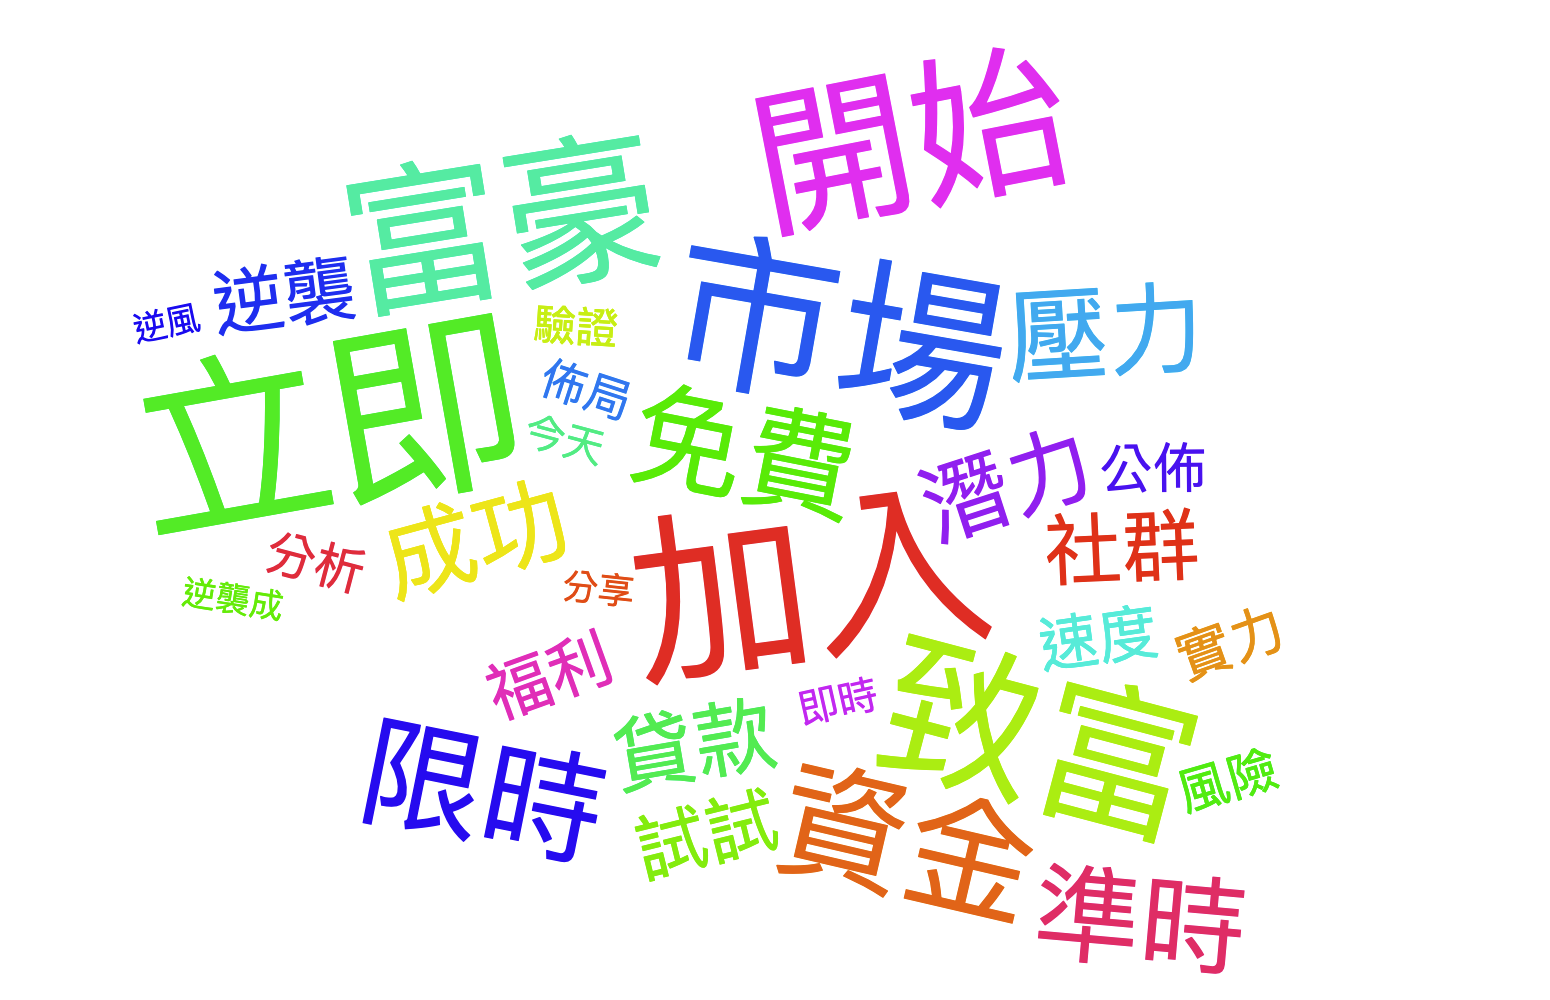 開始
富豪
市場
逆襲
逆風
壓力
驗證
立即
佈局
免費
今天
潛力
公佈
成功
加入
社群
分析
分享
逆襲成
速度
實力
福利
致富
即時
貸款
限時
風險
資金
試試
準時